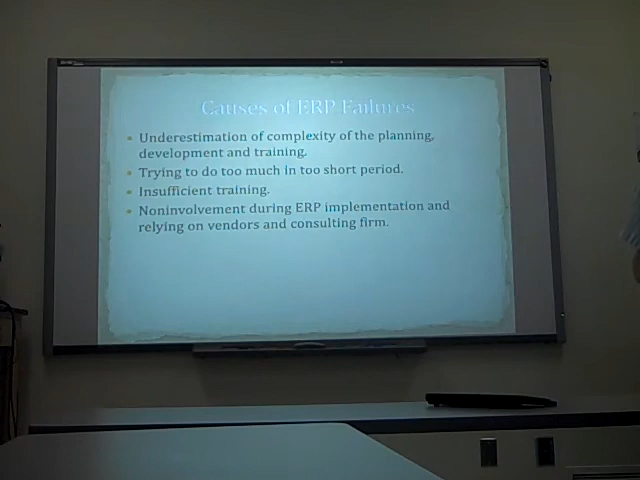 Causes of ERP Failures
Underestimation of complexity of the planning,
development and training.
Trying to do too much in too short period.
Insufficient training.
Noninvolvement during ERP implementation and
relying on vendors and consulting firm.